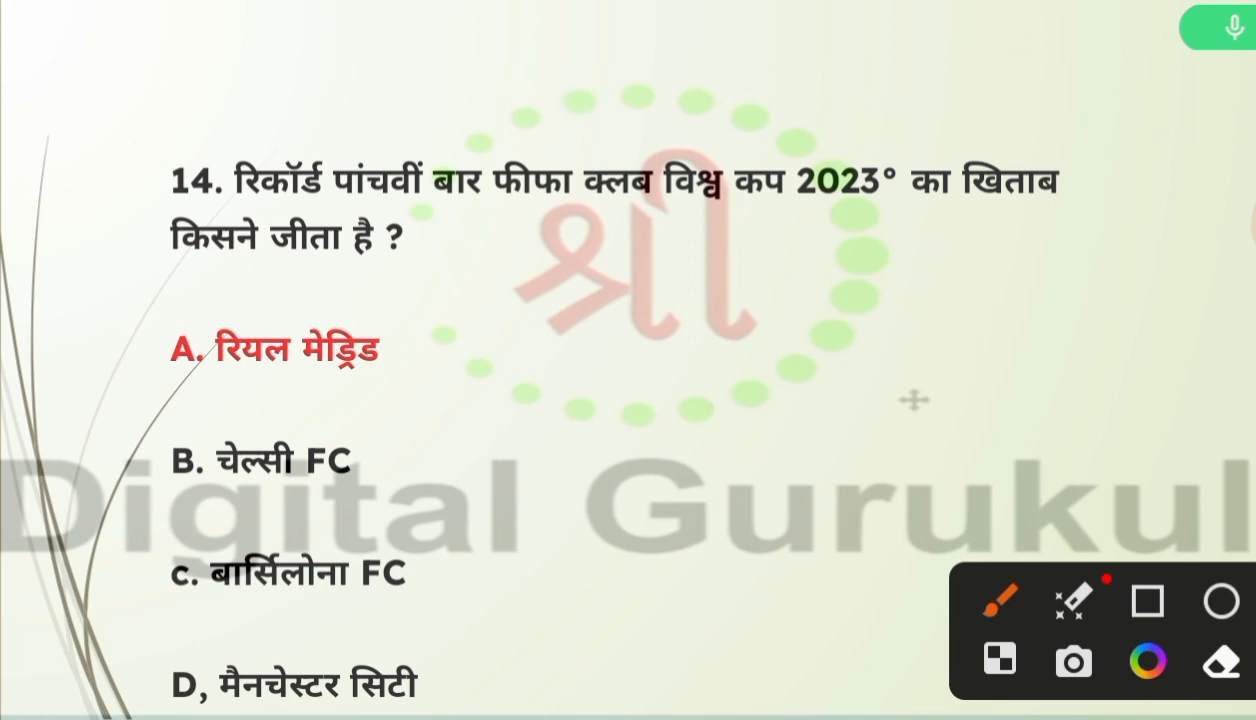 14. रिकॉर्ड पांचवीं बार फीफा क्लब विश्व कप 2023° का खिताब
किसने जीता है ?
श्री
A. रियल मेड्रिड
B. चेल्सी FC
Digital Gurukul
c. बार्सिलोना FC
D, मैनचेस्टर सिटी